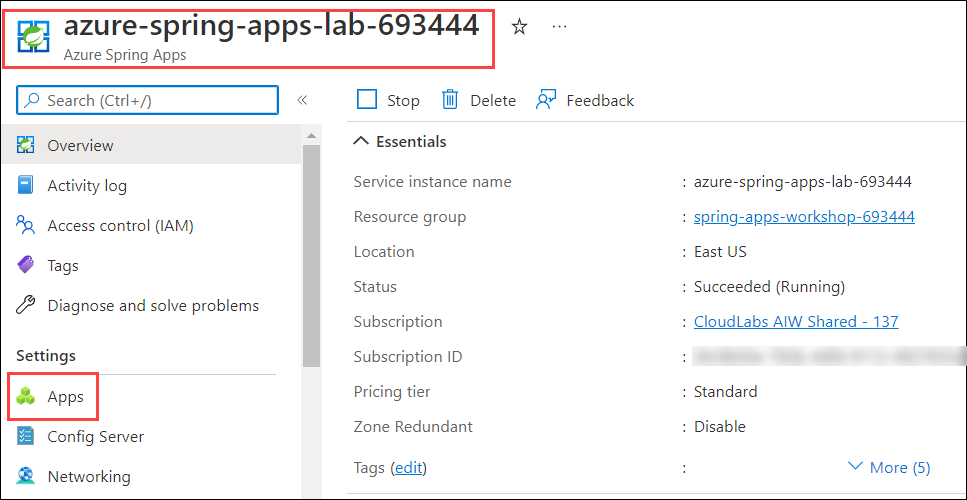 azure-spring-apps-lab-693444 ☆ ...
Azure Spring Apps
Search (Ctrl+/) «
Overview
Activity log
Access control (IAM)
Tags
Diagnose and solve problems
Settings
Apps
Config Server
Networking
Stop Delete Feedback
Essentials
Service instance name : azure-spring-apps-lab-693444
Resource group : spring-apps-workshop-693444
Location : East US
Status : Succeeded (Running)
Subscription : CloudLabs AIW Shared - 137
Subscription ID :
Pricing tier : Standard
Zone Redundant : Disable
Tags (edit) : More (5)